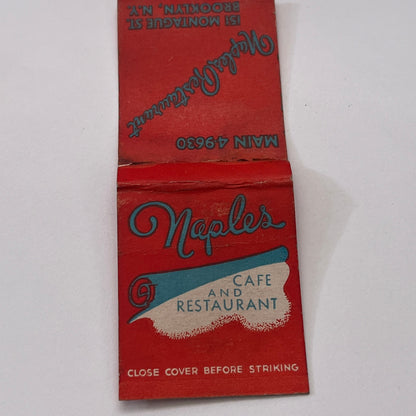 151 MONTAGUE ST.
BROOKLYN, N.Y.
Naples Restaurant
MAIN 4 9630
Naples
CAFE
AND
RESTAURANT
CLOSE COVER BEFORE STRIKING